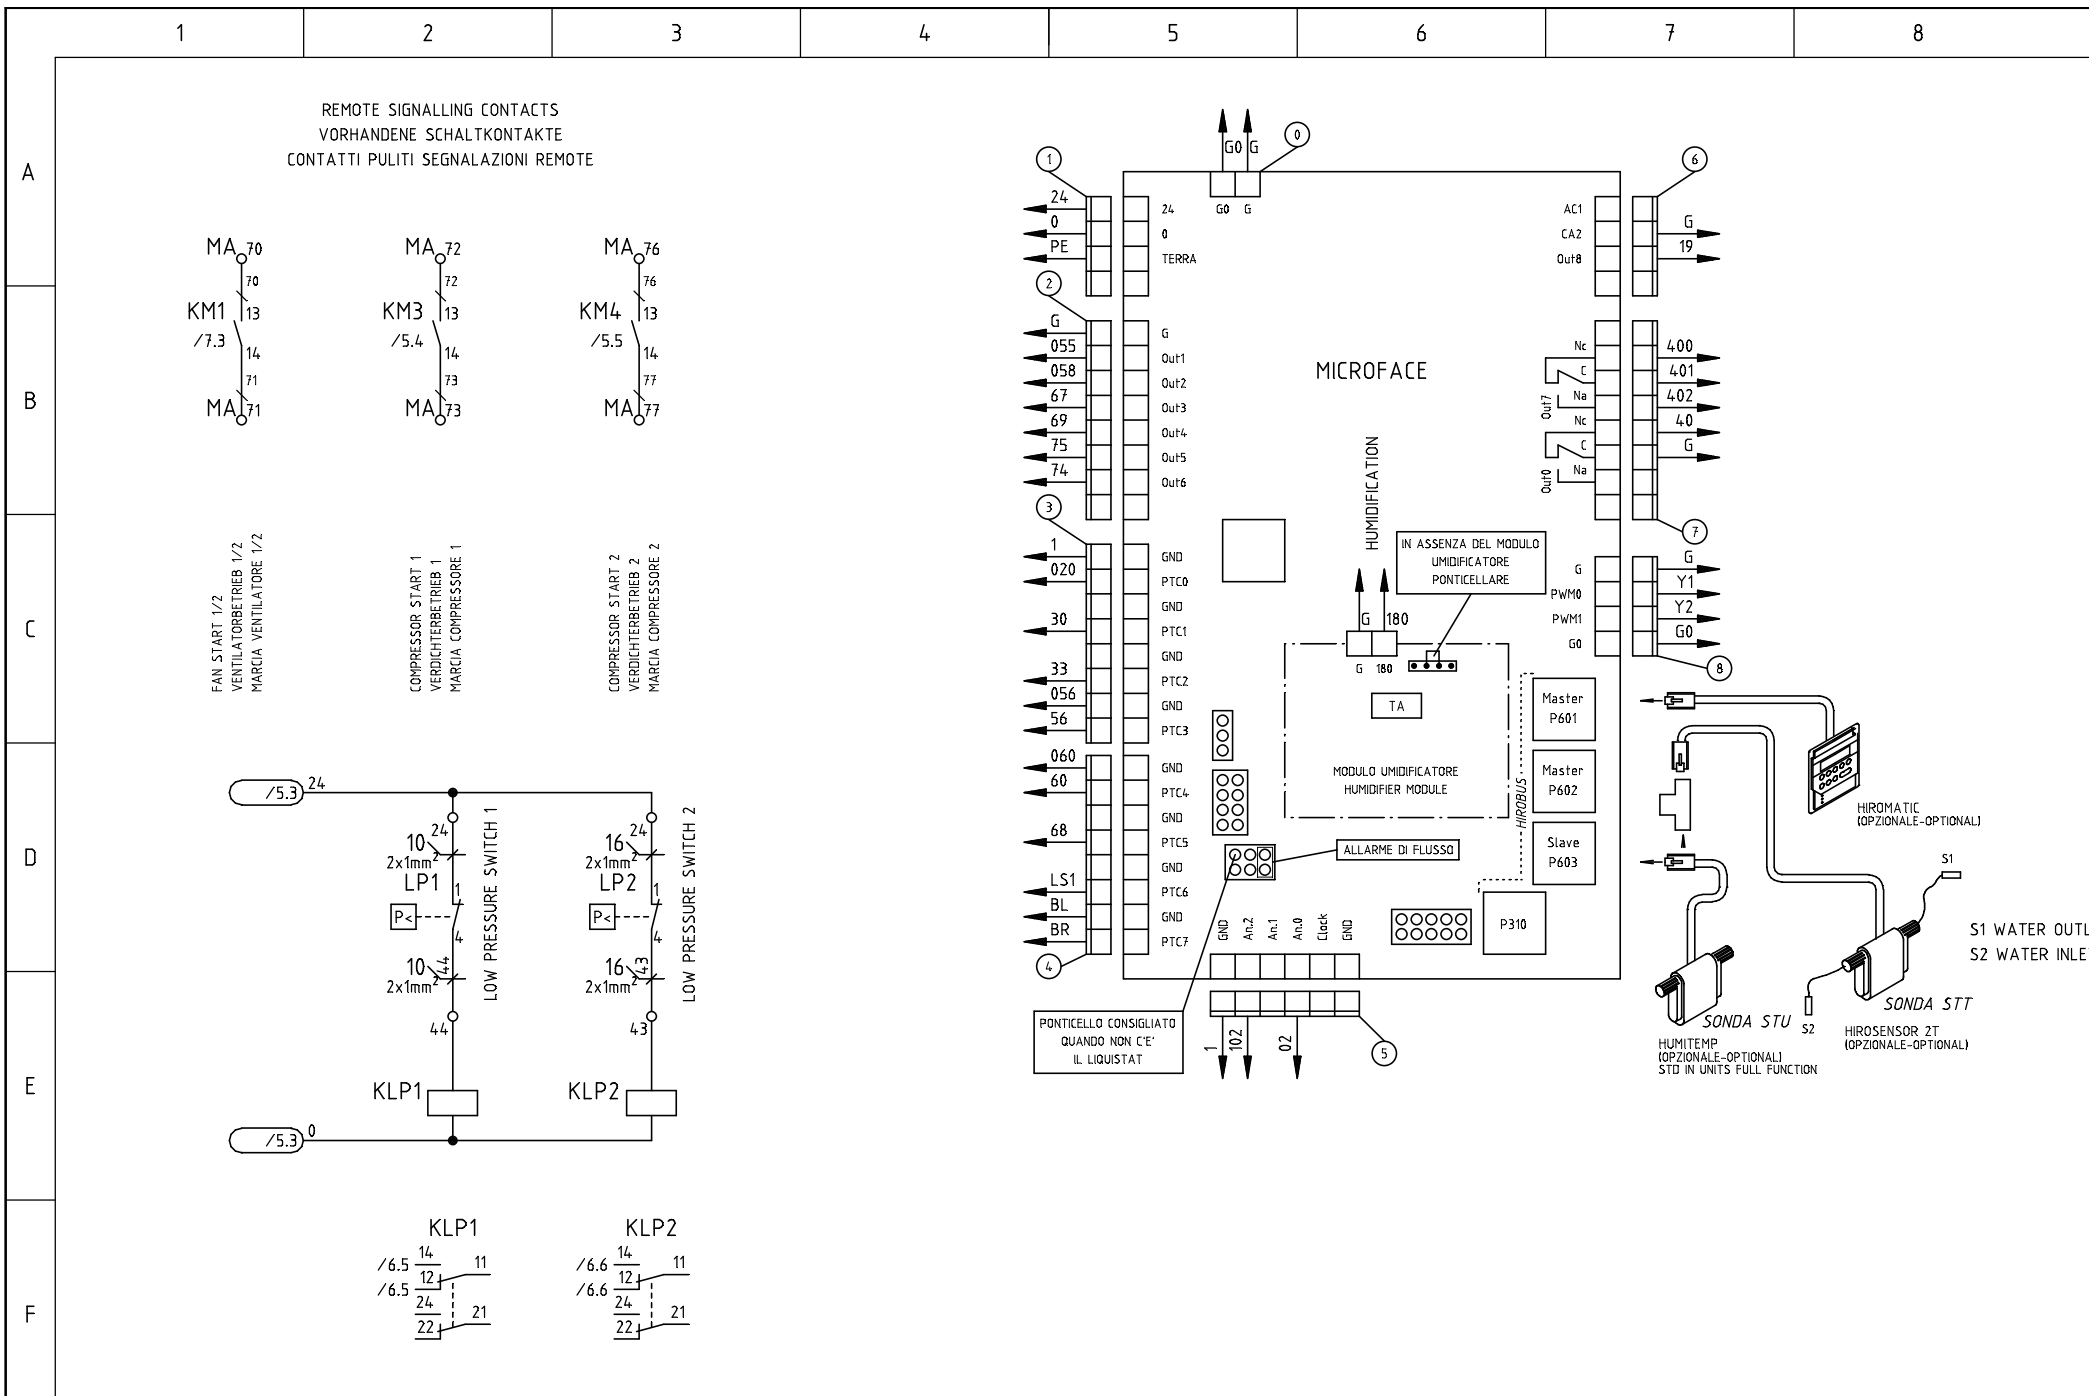 1 2 3 4 5 6 7 8
A
B
C
D
E
F
REMOTE SIGNALLING CONTACTS
VORHANDENE SCHALTKONTAKTE
CONTATTI PULITI SEGNALAZIONI REMOTE
MA 70
70
KM1 13
/7.3
14
71
MA 71
MA 72
72
KM3 13
/5.4
14
73
MA 73
MA 76
76
KM4 13
/5.5
14
77
MA 77
FAN START 1/2
VENTILATORBETRIEB 1/2
MARCIA VENTILATORE 1/2
COMPRESSOR START 1
VERDICHTERBETRIEB 1
MARCIA COMPRESSORE 1
COMPRESSOR START 2
VERDICHTERBETRIEB 2
MARCIA COMPRESSORE 2
/5.3 24
24
10
2x1mm²
LP1 1
P<
4
10 44
2x1mm²
44
LOW PRESSURE SWITCH 1
KLP1
24
16
2x1mm²
LP2 1
P<
4
16 43
2x1mm²
43
LOW PRESSURE SWITCH 2
KLP2
/5.3 0
KLP1
/6.5 14 11
/6.5 12
24 21
22
KLP2
/6.6 14 11
/6.6 12
24 21
22
G0 G
0
G0 G
MICROFACE
1
24 24
0 0
PE TERRA
2
G G
055 Out1
058 Out2
67 Out3
69 Out4
75 Out5
74 Out6
3
1 GND
020 PTC0
GND
30 PTC1
GND
33 PTC2
056 GND
56 PTC3
060 GND
60 PTC4
GND
68 PTC5
GND
LS1 PTC6
BL GND
BR PTC7
4
6
AC1
CA2 G
Out8 19
Nc 400
C 401
Na 402
Out7
Nc 40
C G
Na
Out0
7
G G
PWM0 Y1
PWM1 Y2
G0 G0
8
HUMIDIFICATION
IN ASSENZA DEL MODULO
UMIDIFICATORE
PONTICELLARE
G 180
G 180
TA
MODULO UMIDIFICATORE
HUMIDIFIER MODULE
HIROBUS
Master
P601
Master
P602
Slave
P603
P310
ALLARME DI FLUSSO
GND An.2 An.1 An.0 Clock GND
1 102 02
5
PONTICELLO CONSIGLIATO
QUANDO NON C'E'
IL LIQUISTAT
HIROMATIC
(OPZIONALE-OPTIONAL)
S1
S1 WATER OUTL
S2 WATER INLE
SONDA STU
S2
HUMITEMP
(OPZIONALE-OPTIONAL)
STD IN UNITS FULL FUNCTION
SONDA STT
HIROSENSOR 2T
(OPZIONALE-OPTIONAL)